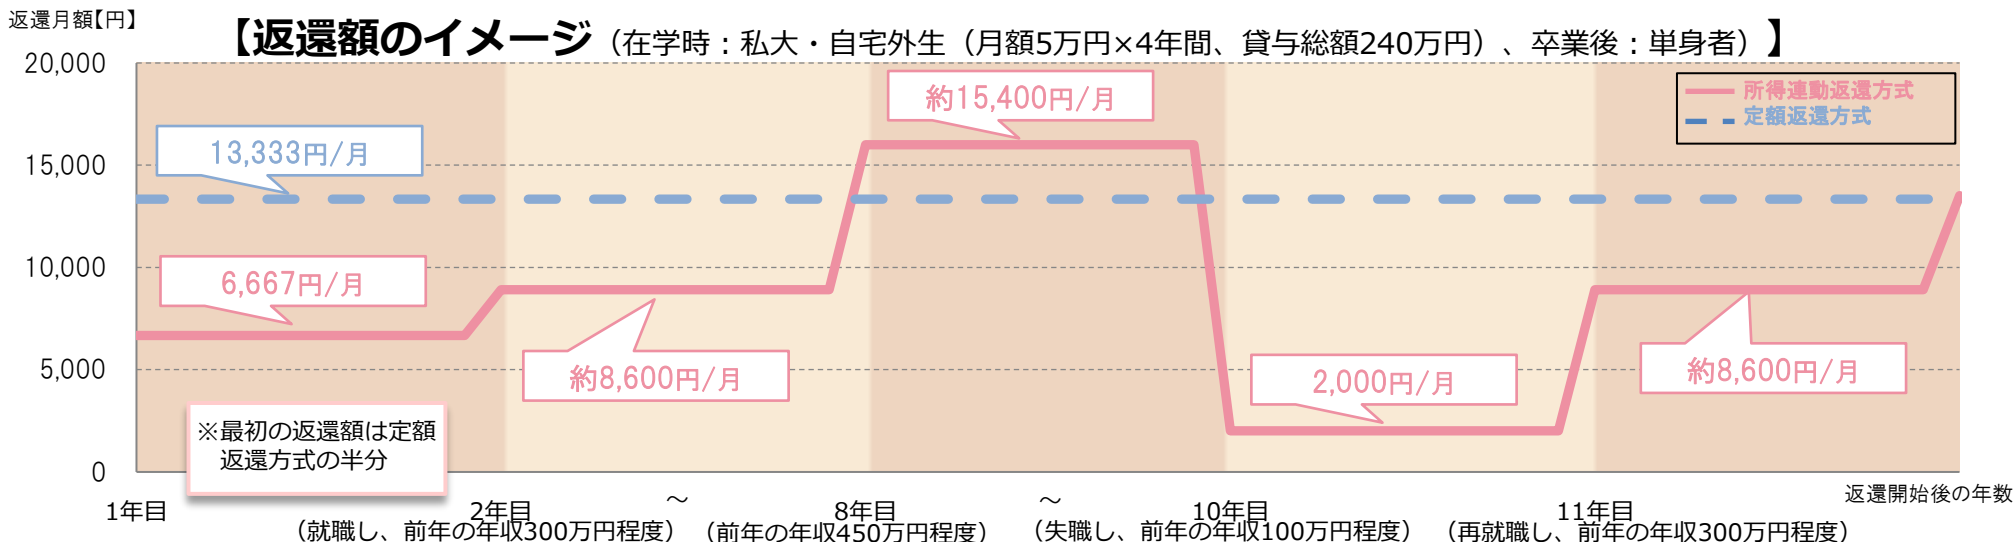 返還月額【円】
【返還額のイメージ（在学時：私大・自宅外生（月額5万円×4年間、貸与総額240万円）、卒業後：単身者）】
20,000
15,000
10,000
5,000
0
所得連動返還方式
定額返還方式
13,333円/月
6,667円/月
約8,600円/月
約15,400円/月
2,000円/月
約8,600円/月
※最初の返還額は定額
返還方式の半分
1年目
2年目
～
8年目
～
10年目
11年目
返還開始後の年数
（就職し、前年の年収300万円程度）
（前年の年収450万円程度）
（失職し、前年の年収100万円程度）
（再就職し、前年の年収300万円程度）